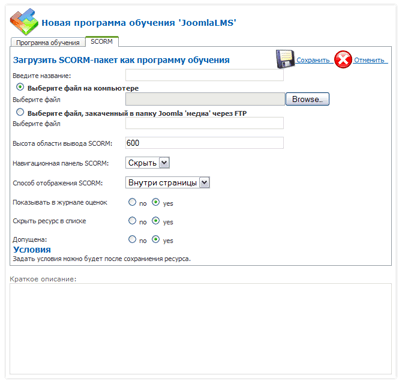 Новая программа обучения 'JoomlaLMS'
Программа обучения SCORM
Загрузить SCORM-пакет как программу обучения Сохранить Отменить
Введите название:
Выберите файл на компьютере
Выберите файл Browse..
Выберите файл, закаченный в папку Joomla 'медиа' через FTP
Выберите файл
Высота области вывода SCORM: 600
Навигационная панель SCORM: Скрыть
Способ отображения SCORM: Внутри страницы
Показывать в журнале оценок no yes
Скрыть ресурс в списке no yes
Допущена: no yes
Условия
Задать условия можно будет после сохранения ресурса.
Краткое описание: